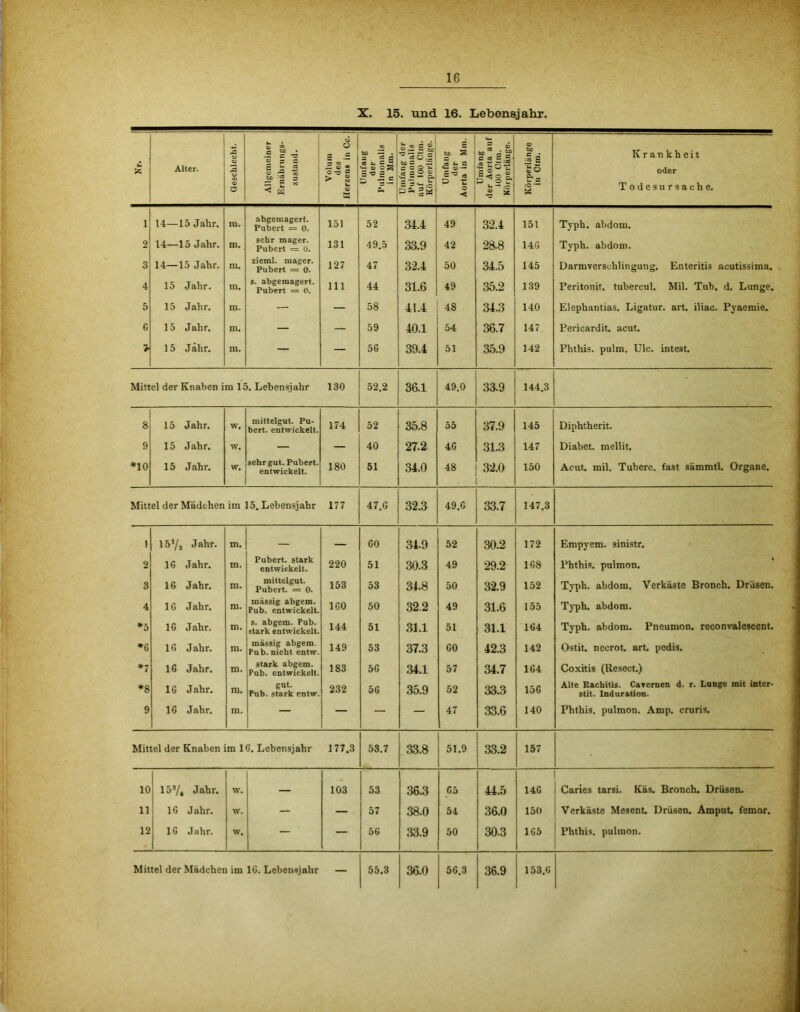 16
X. 15. und 16. Lebensjahr.
Nr. | Alter. | Geschlecht. | Allgemeiner Ernährungszustand. | Volum des Herzens in Cc. | Umfang der Pulmonalis in Mm. | Umfang der Pulmonalis auf 100 Ctm. Körperlänge. | Umfang der Aorta in Mm. | Umfang der Aorta auf 100 Ctm. Körperlänge. | Körperlänge in Ctm. | Krankheit oder Todesursache.
1 | 14—15 Jahr. | m. | abgemagert. Pubert = 0. | 151 | 52 | 34.4 | 49 | 32.4 | 151 | Typh. abdom.
2 | 14—15 Jahr. | m. | sehr mager. Pubert = 0. | 131 | 49.5 | 33.9 | 42 | 28.8 | 146 | Typh. abdom.
3 | 14—15 Jahr. | m. | zieml. mager. Pubert = 0. | 127 | 47 | 32.4 | 50 | 34.5 | 145 | Darmverschlingung. Enteritis acutissima.
4 | 15 Jahr. | m. | s. abgemagert. Pubert = 0. | 111 | 44 | 31.6 | 49 | 35.2 | 139 | Peritonit. tubercul. Mil. Tub. d. Lunge.
5 | 15 Jahr. | m. | — | — | 58 | 41.4 | 48 | 34.3 | 140 | Elephantias. Ligatur. art. iliac. Pyaemie.
6 | 15 Jahr. | m. | — | — | 59 | 40.1 | 54 | 36.7 | 147 | Pericardit. acut.
7 | 15 Jahr. | m. | — | — | 56 | 39.4 | 51 | 35.9 | 142 | Phthis. pulm. Ulc. intest.
Mittel der Knaben im 15. Lebensjahr 130 | 52.2 | 36.1 | 49.0 | 33.9 | 144.3
8 | 15 Jahr. | w. | mittelgut. Pubert. entwickelt. | 174 | 52 | 35.8 | 55 | 37.9 | 145 | Diphtherit.
9 | 15 Jahr. | w. | — | — | 40 | 27.2 | 46 | 31.3 | 147 | Diabet. mellit.
*10 | 15 Jahr. | w. | sehr gut. Pubert. entwickelt. | 180 | 51 | 34.0 | 48 | 32.0 | 150 | Acut. mil. Tuberc. fast sämmtl. Organe.
Mittel der Mädchen im 15. Lebensjahr 177 | 47.6 | 32.3 | 49.6 | 33.7 | 147.3
1 | 15½ Jahr. | m. | — | — | 60 | 34.9 | 52 | 30.2 | 172 | Empyem. sinistr.
2 | 16 Jahr. | m. | Pubert. stark entwickelt. | 220 | 51 | 30.3 | 49 | 29.2 | 168 | Phthis. pulmon.
3 | 16 Jahr. | m. | mittelgut. Pubert. = 0. | 153 | 53 | 34.8 | 50 | 32.9 | 152 | Typh. abdom. Verkäste Bronch. Drüsen.
4 | 16 Jahr. | m. | mässig abgem. Pub. entwickelt. | 160 | 50 | 32.2 | 49 | 31.6 | 155 | Typh. abdom.
*5 | 16 Jahr. | m. | s. abgem. Pub. stark entwickelt. | 144 | 51 | 31.1 | 51 | 31.1 | 164 | Typh. abdom. Pneumon. reconvalescent.
*6 | 16 Jahr. | m. | mässig abgem. Pub. nicht entw. | 149 | 53 | 37.3 | 60 | 42.3 | 142 | Ostit. necrot. art. pedis.
*7 | 16 Jahr. | m. | stark abgem. Pub. entwickelt. | 183 | 56 | 34.1 | 57 | 34.7 | 164 | Coxitis (Resect.)
*8 | 16 Jahr. | m. | gut. Pub. stark entw. | 232 | 56 | 35.9 | 52 | 33.3 | 156 | Alte Rachitis. Cavernen d. r. Lunge mit interstit. Induration.
9 | 16 Jahr. | m. | — | — | — | — | 47 | 33.6 | 140 | Phthis. pulmon. Amp. cruris.
Mittel der Knaben im 16. Lebensjahr 177.3 | 53.7 | 33.8 | 51.9 | 33.2 | 157
10 | 15¾ Jahr. | w. | — | 103 | 53 | 36.3 | 65 | 44.5 | 146 | Caries tarsi. Käs. Bronch. Drüsen.
11 | 16 Jahr. | w. | — | — | 57 | 38.0 | 54 | 36.0 | 150 | Verkäste Mesent. Drüsen. Amput. femor.
12 | 16 Jahr. | w. | — | — | 56 | 33.9 | 50 | 30.3 | 165 | Phthis. pulmon.
Mittel der Mädchen im 16. Lebensjahr — | 55.3 | 36.0 | 56.3 | 36.9 | 153.6